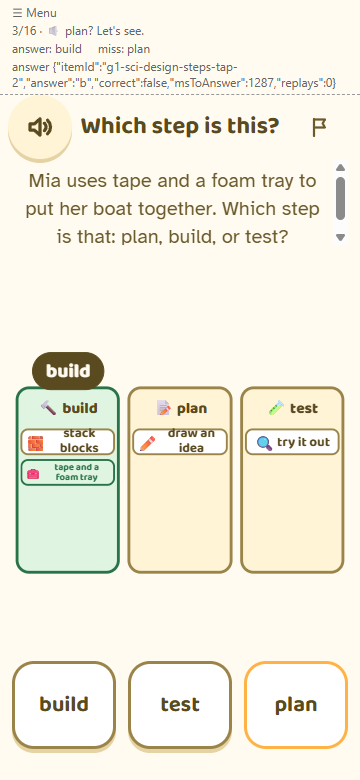 ☰ Menu
3/16 · 📢 plan? Let's see.
answer: build miss: plan
answer {"itemId":"g1-sci-design-steps-tap-
2","answer":"b","correct":false,"msToAnswer":1287,"replays":0}
Which step is this?
Mia uses tape and a foam tray to
put her boat together. Which step
is that: plan, build, or test?
build
build
plan
test
stack
blocks
draw an
idea
try it out
tape and a
foam tray
build
test
plan